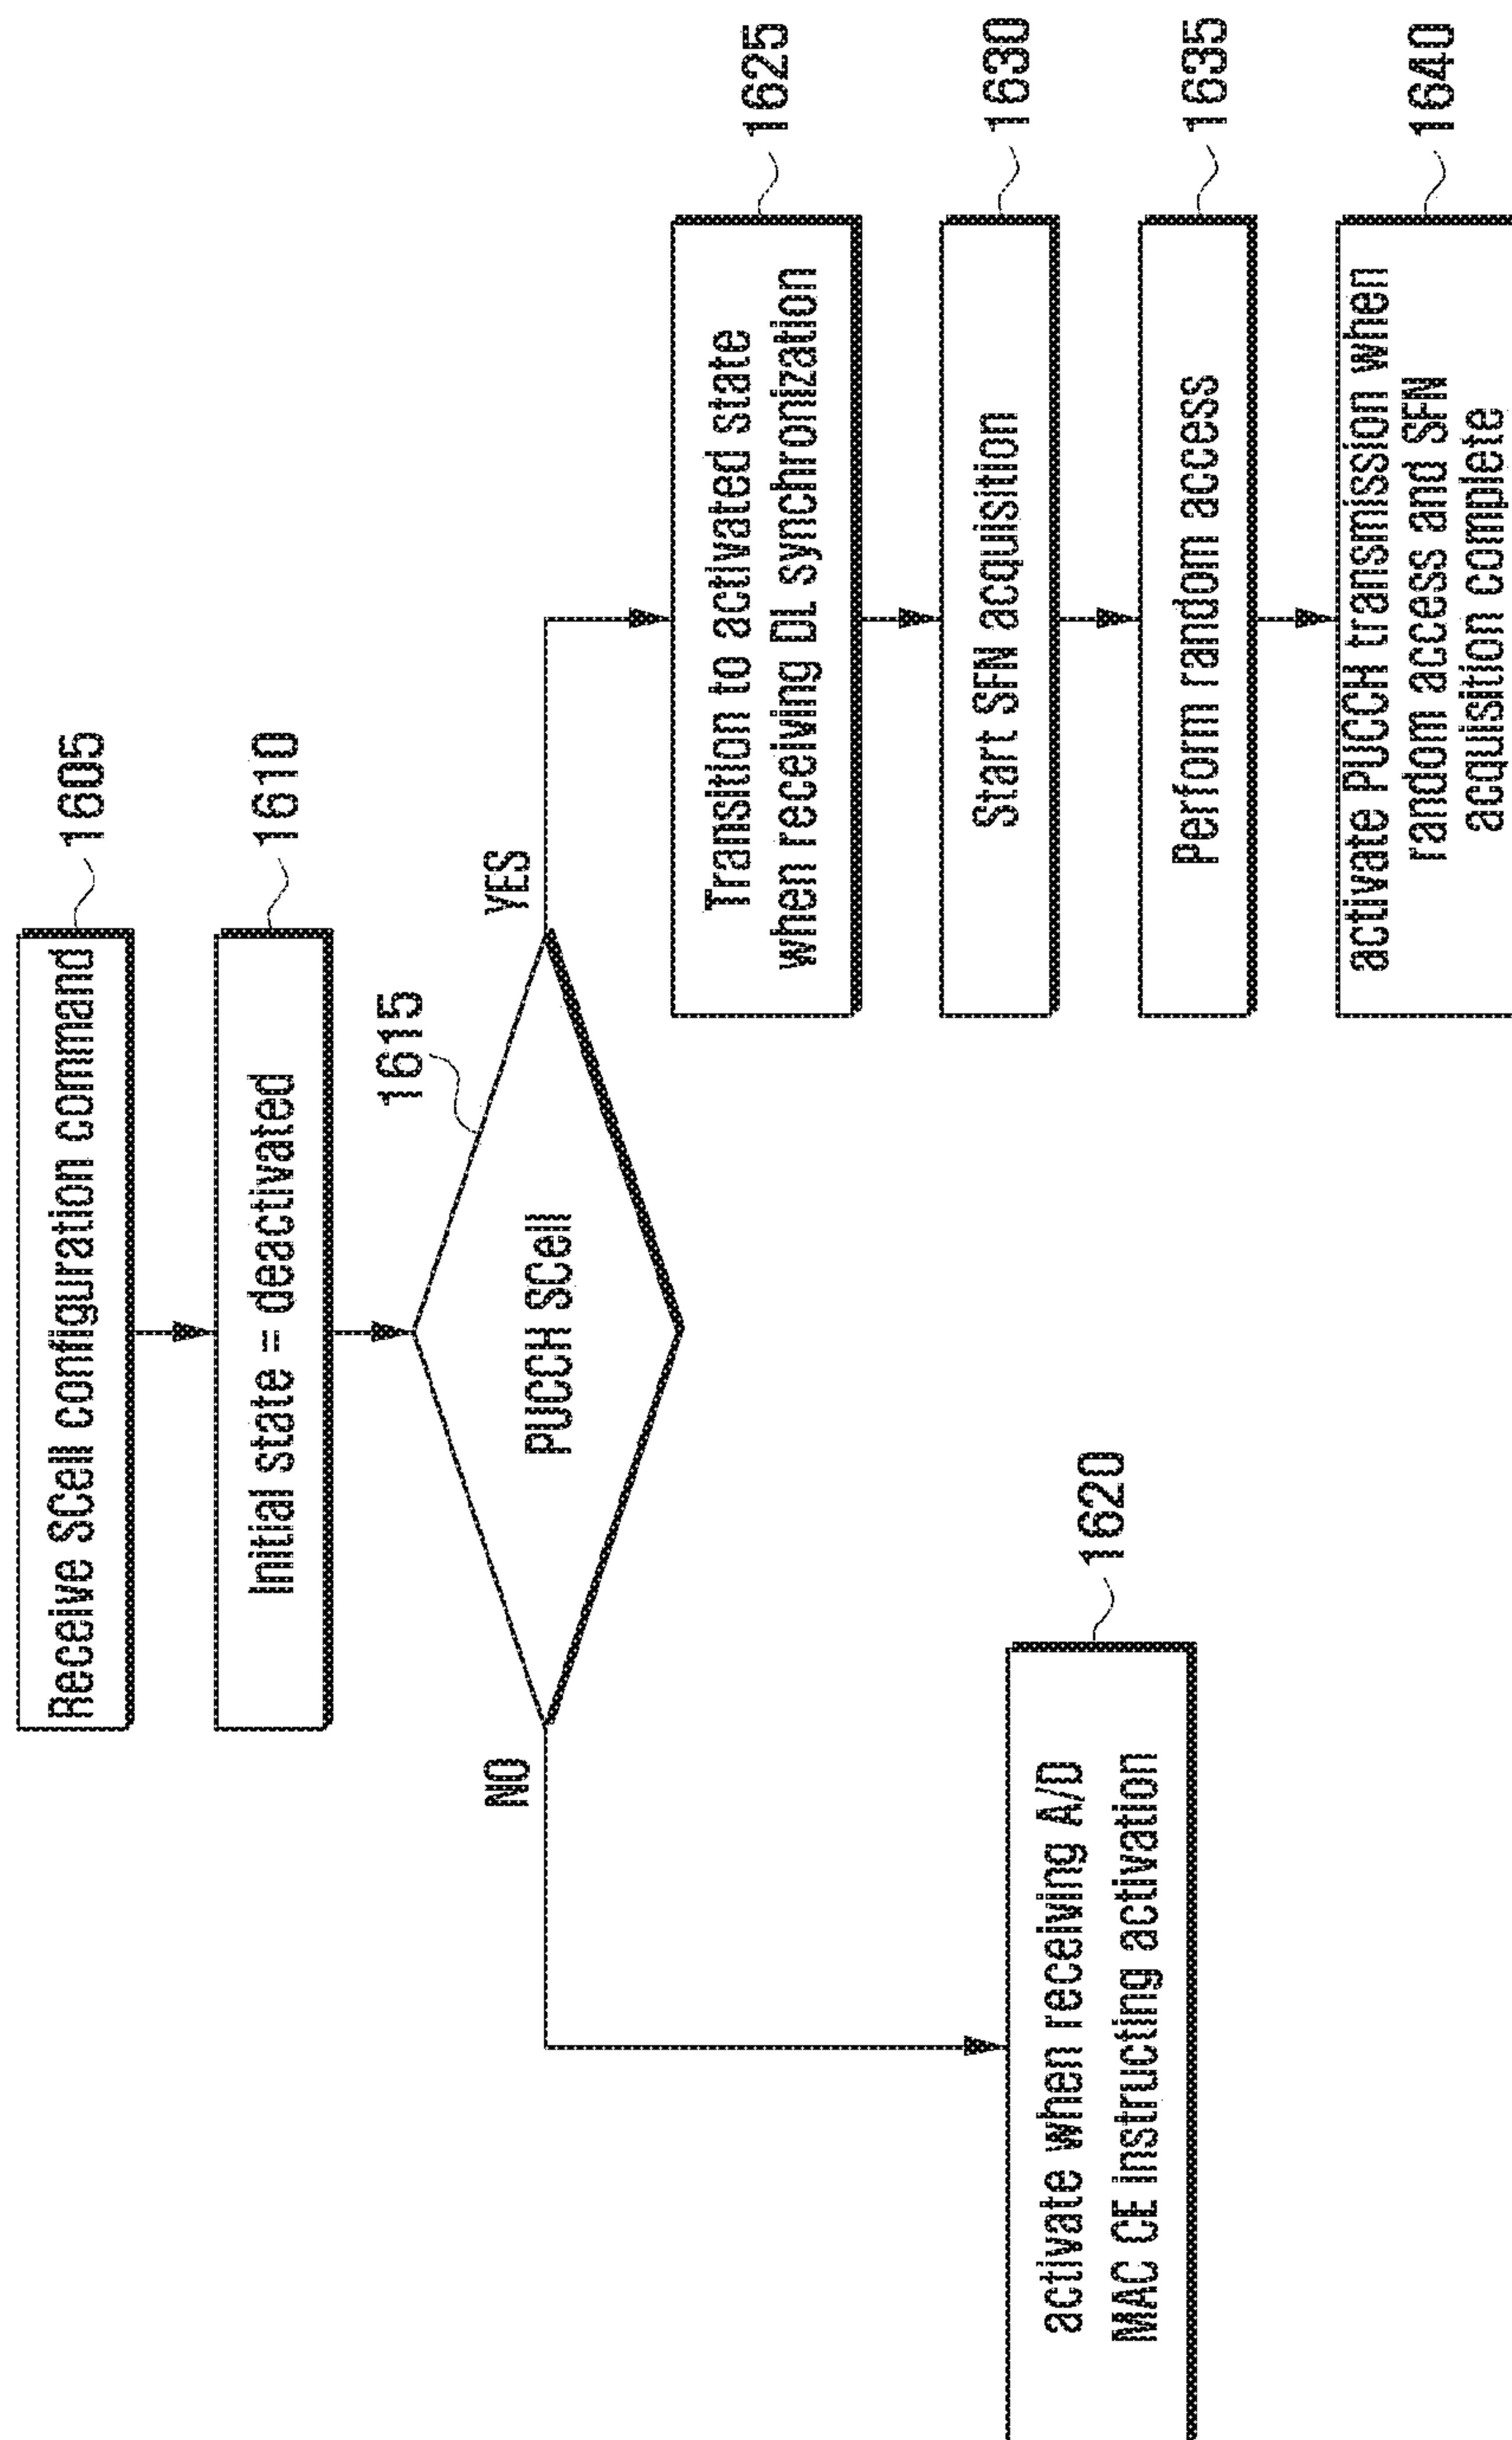 Receive SCell configuration command
1605
Initial state = deactivated
1610
1615
PUCCH SCell
NO
YES
activate when receiving A/D
MAC CE instructing activation
1620
Transition to activated state
when receiving DL synchronization
1625
Start SFN acquisition
1630
Perform random access
1635
activate PUCCH transmission when
random access and SFN
acquisition complete
1640